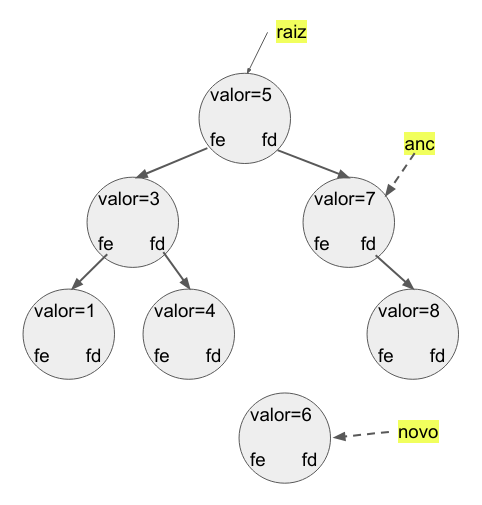 raiz
valor=5
fe fd
anc
valor=3
fe fd
valor=7
fe fd
valor=1
fe fd
valor=4
fe fd
valor=8
fe fd
valor=6
fe fd
novo